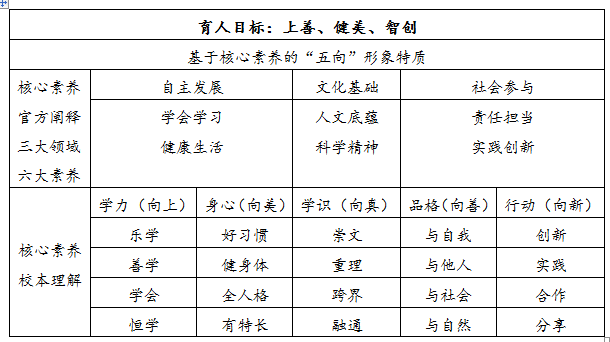 育人目标：上善、健美、智创
基于核心素养的“五向”形象特质
核心素养 自主发展 文化基础 社会参与
官方阐释 学会学习 人文底蕴 责任担当
三大领域 健康生活 科学精神 实践创新
六大素养
学力（向上） 身心（向美） 学识（向真） 品格（向善） 行动（向新）
核心素养 乐学 好习惯 崇文 与自我 创新
校本理解 善学 健身体 重理 与他人 实践
学会 全人格 跨界 与社会 合作
恒学 有特长 融通 与自然 分享